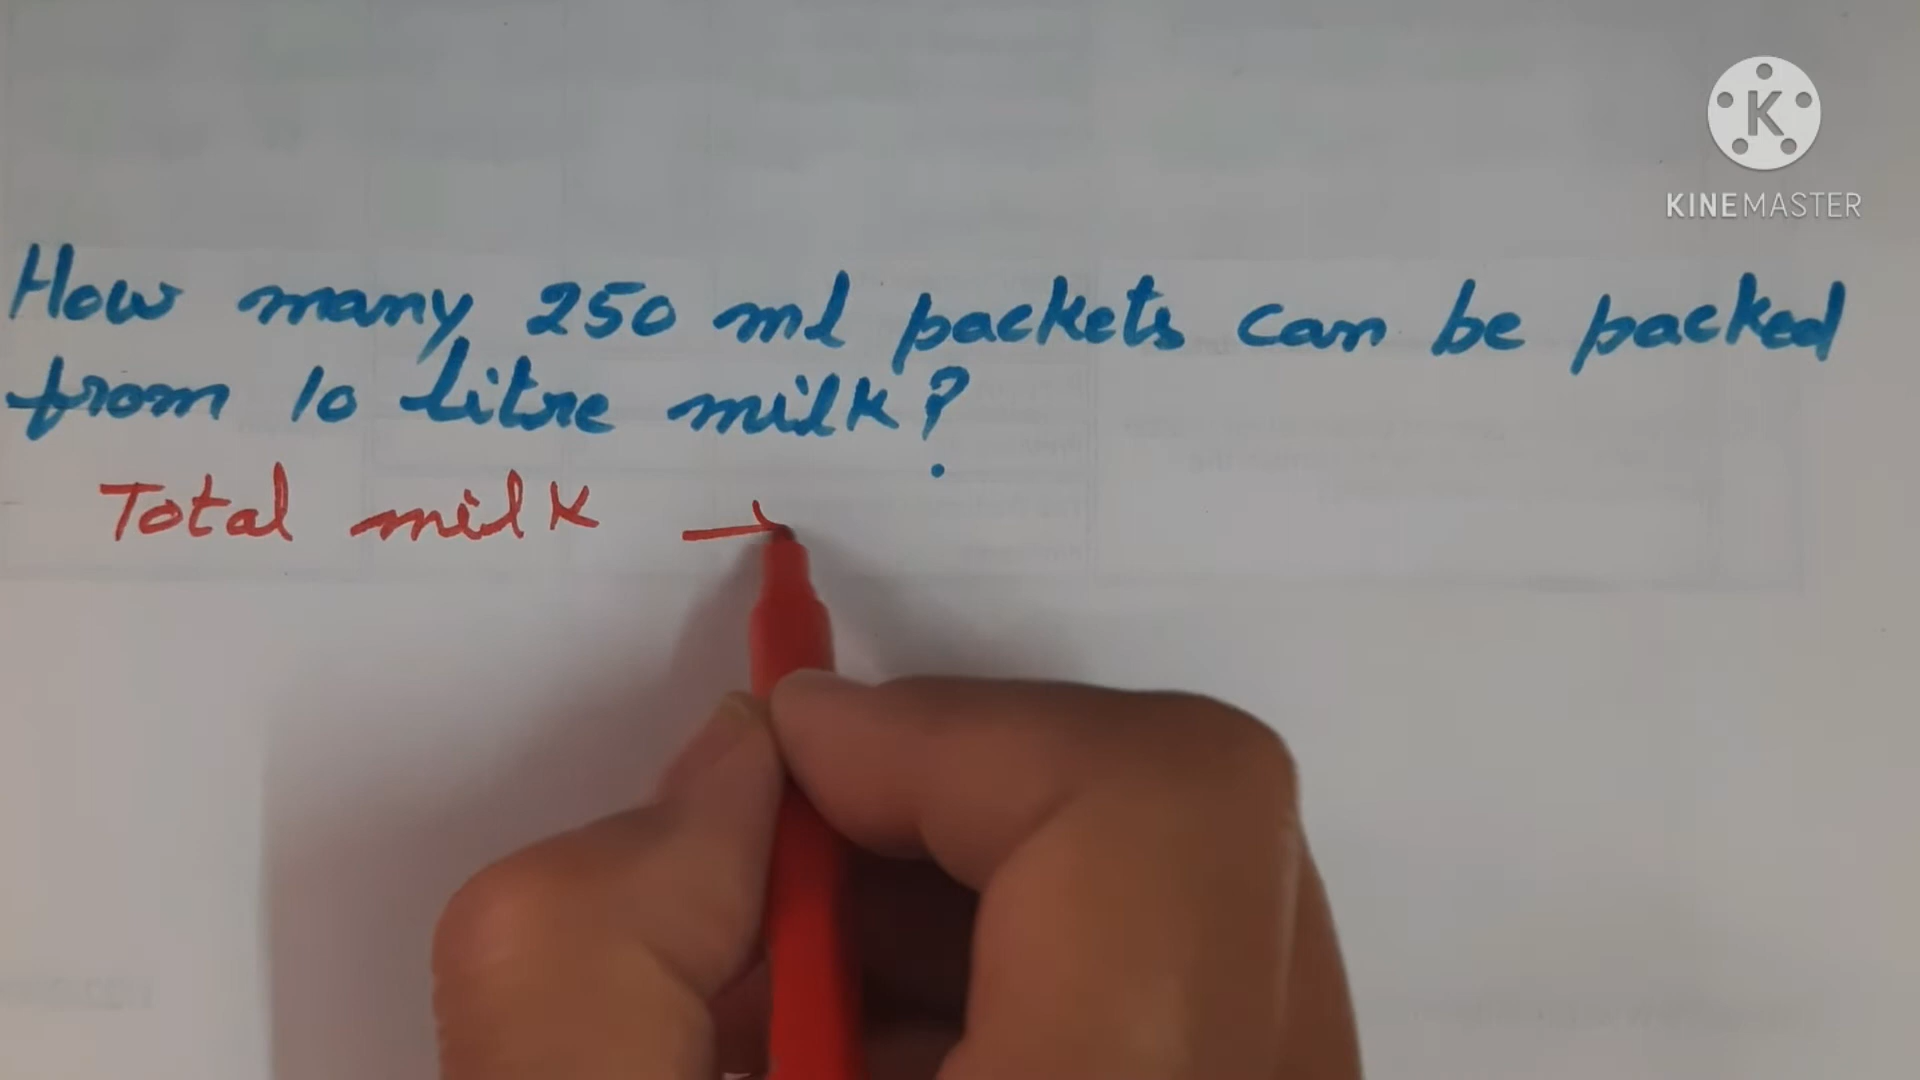 KINEMASTER
How many 250 ml packets can be packed
from 10 litre milk?
Total milk →